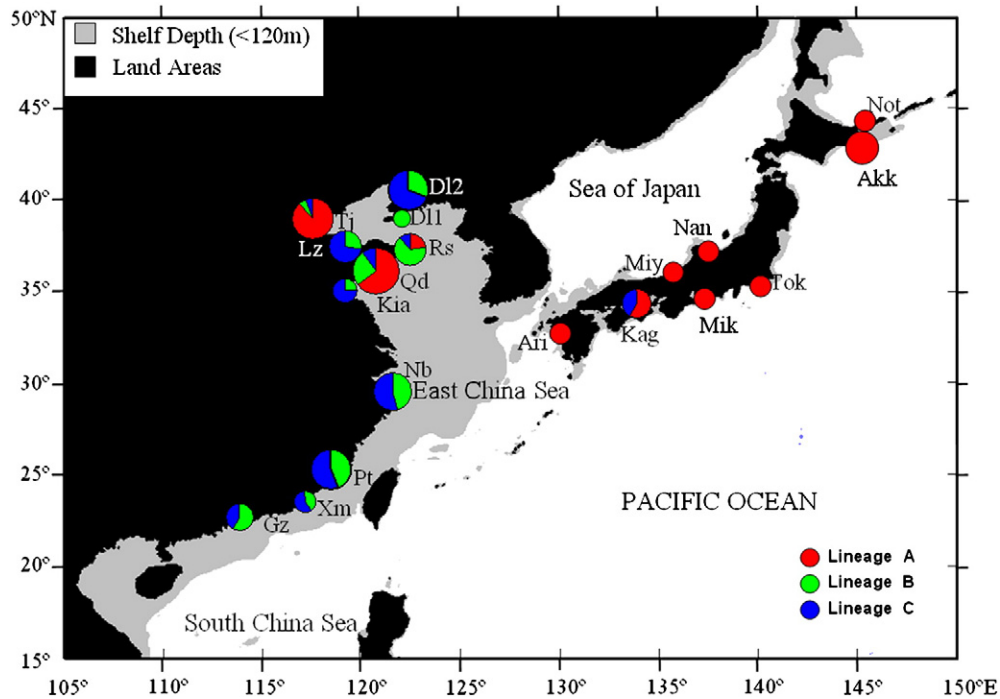 50°N
Shelf Depth (<120m)
Land Areas
45°
Not
Akk
40°
Dl2
Sea of Japan
Dl1
Tj
Lz
Rs
Nan
Miy
Qd
Tok
35°
Kia
Mik
Kag
Ari
30°
Nb
East China Sea
25°
Pt
Xm
PACIFIC OCEAN
Gz
20°
Lineage A
Lineage B
Lineage C
South China Sea
15°
105° 110° 115° 120° 125° 130° 135° 140° 145° 150°E